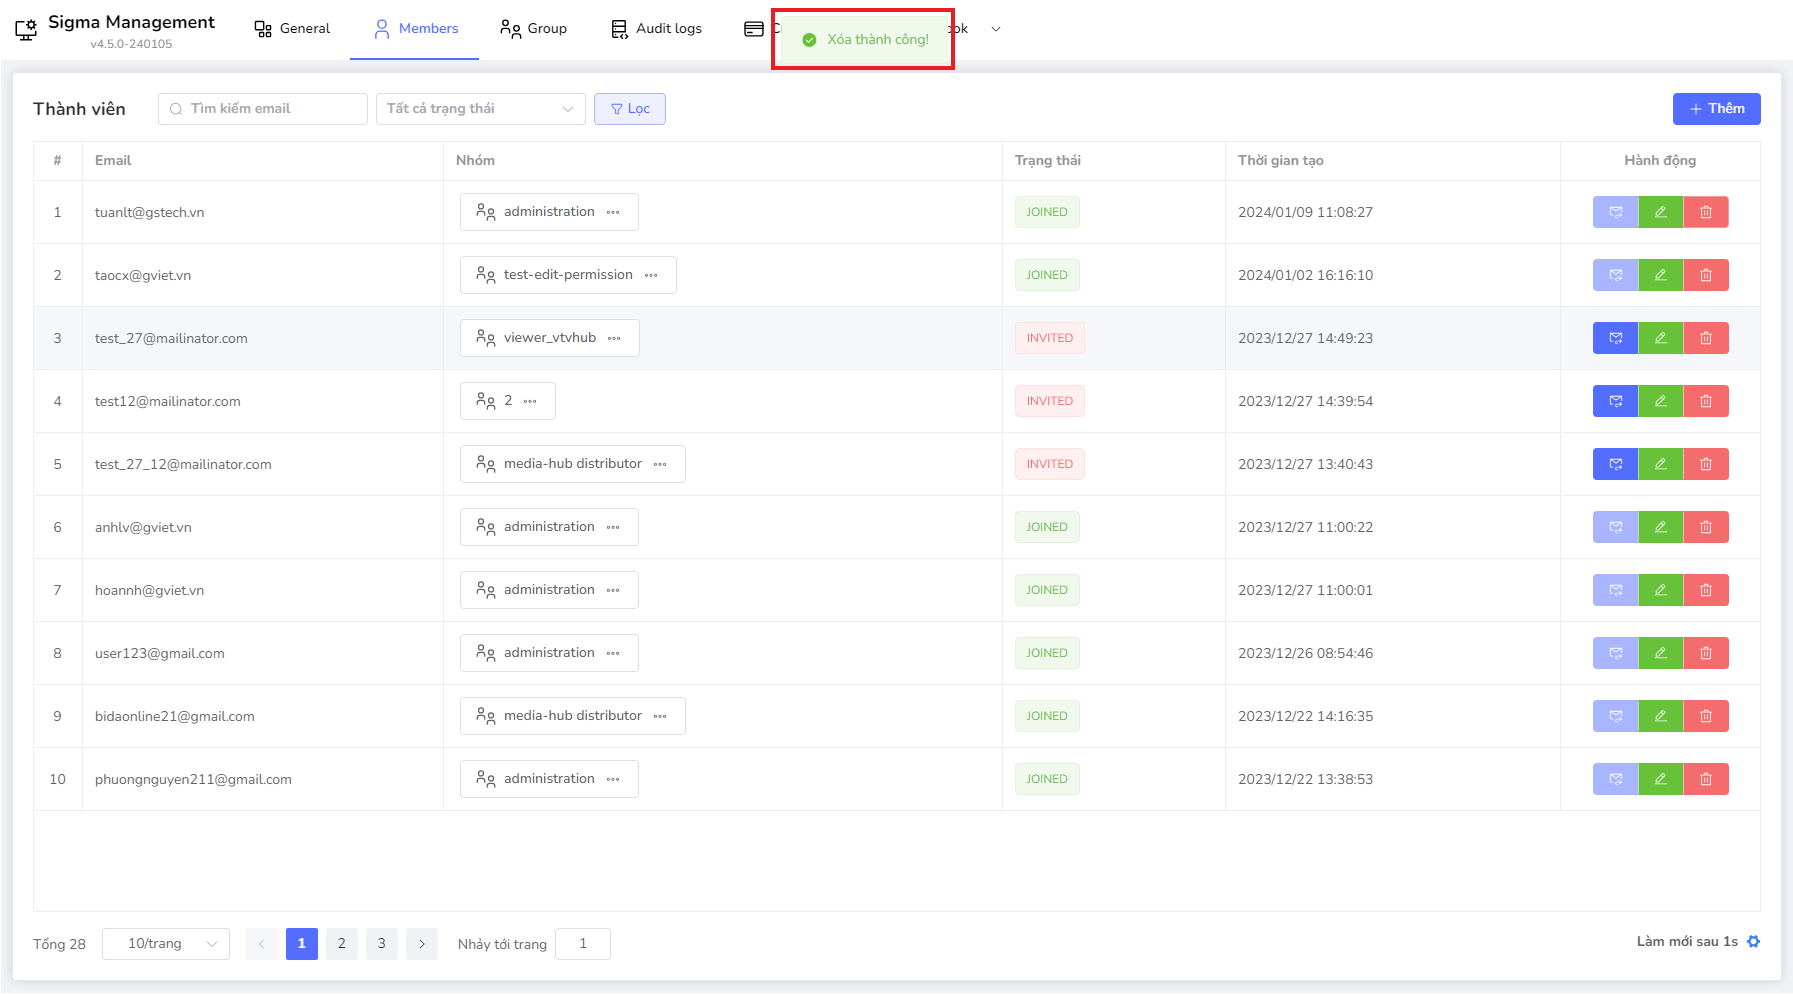 Sigma Management
v4.5.0-240105
General
Members
Group
Audit logs
Xóa thành công!
Thành viên
Tìm kiếm email
Tất cả trạng thái
Lọc
Thêm
# Email Nhóm Trạng thái Thời gian tạo Hành động
1 tuanlt@gstech.vn administration JOINED 2024/01/09 11:08:27
2 taocx@gviet.vn test-edit-permission JOINED 2024/01/02 16:16:10
3 test_27@mailinator.com viewer_vtvhub INVITED 2023/12/27 14:49:23
4 test12@mailinator.com 2 INVITED 2023/12/27 14:39:54
5 test_27_12@mailinator.com media-hub distributor INVITED 2023/12/27 13:40:43
6 anhlv@gviet.vn administration JOINED 2023/12/27 11:00:22
7 hoannh@gviet.vn administration JOINED 2023/12/27 11:00:01
8 user123@gmail.com administration JOINED 2023/12/26 08:54:46
9 bidaonline21@gmail.com media-hub distributor JOINED 2023/12/22 14:16:35
10 phuongnguyen211@gmail.com administration JOINED 2023/12/22 13:38:53
Tổng 28 10/trang 1 2 3 Nhảy tới trang 1
Làm mới sau 1s